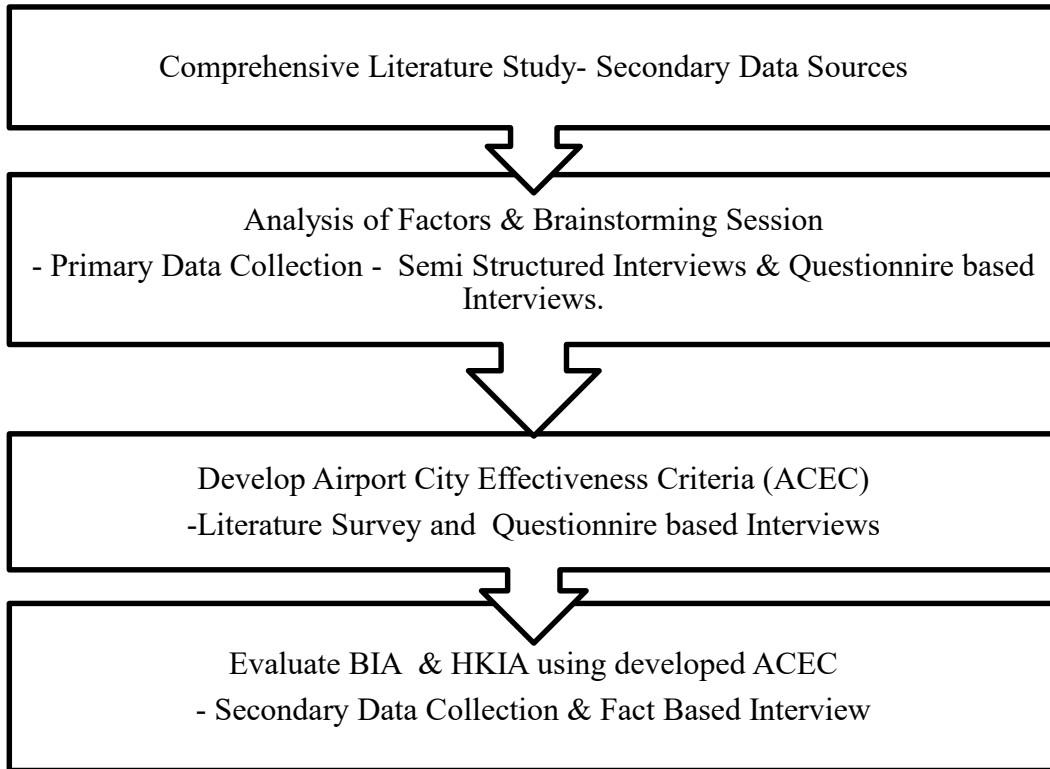 Comprehensive Literature Study- Secondary Data Sources
Analysis of Factors & Brainstorming Session
- Primary Data Collection - Semi Structured Interviews & Questionnire based
Interviews.
Develop Airport City Effectiveness Criteria (ACEC)
-Literature Survey and Questionnire based Interviews
Evaluate BIA & HKIA using developed ACEC
- Secondary Data Collection & Fact Based Interview